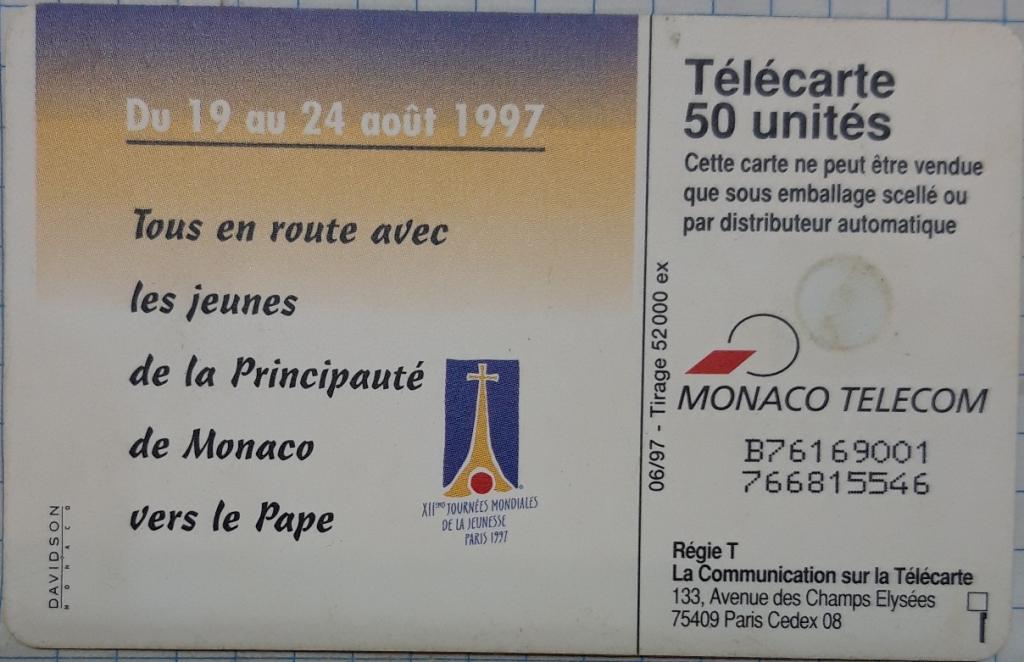 Du 19 au 24 août 1997
Tous en route avec
les jeunes
de la Principauté
de Monaco
vers le Pape
XIIèmes JOURNÉES MONDIALES
DE LA JEUNESSE
PARIS 1997
DAVIDSON
MONACO
06/97 - Tirage 52000 ex
Télécarte
50 unités
Cette carte ne peut être vendue
que sous emballage scellé ou
par distributeur automatique
MONACO TELECOM
B76169001
766815546
Régie T
La Communication sur la Télécarte
133, Avenue des Champs Elysées
75409 Paris Cedex 08